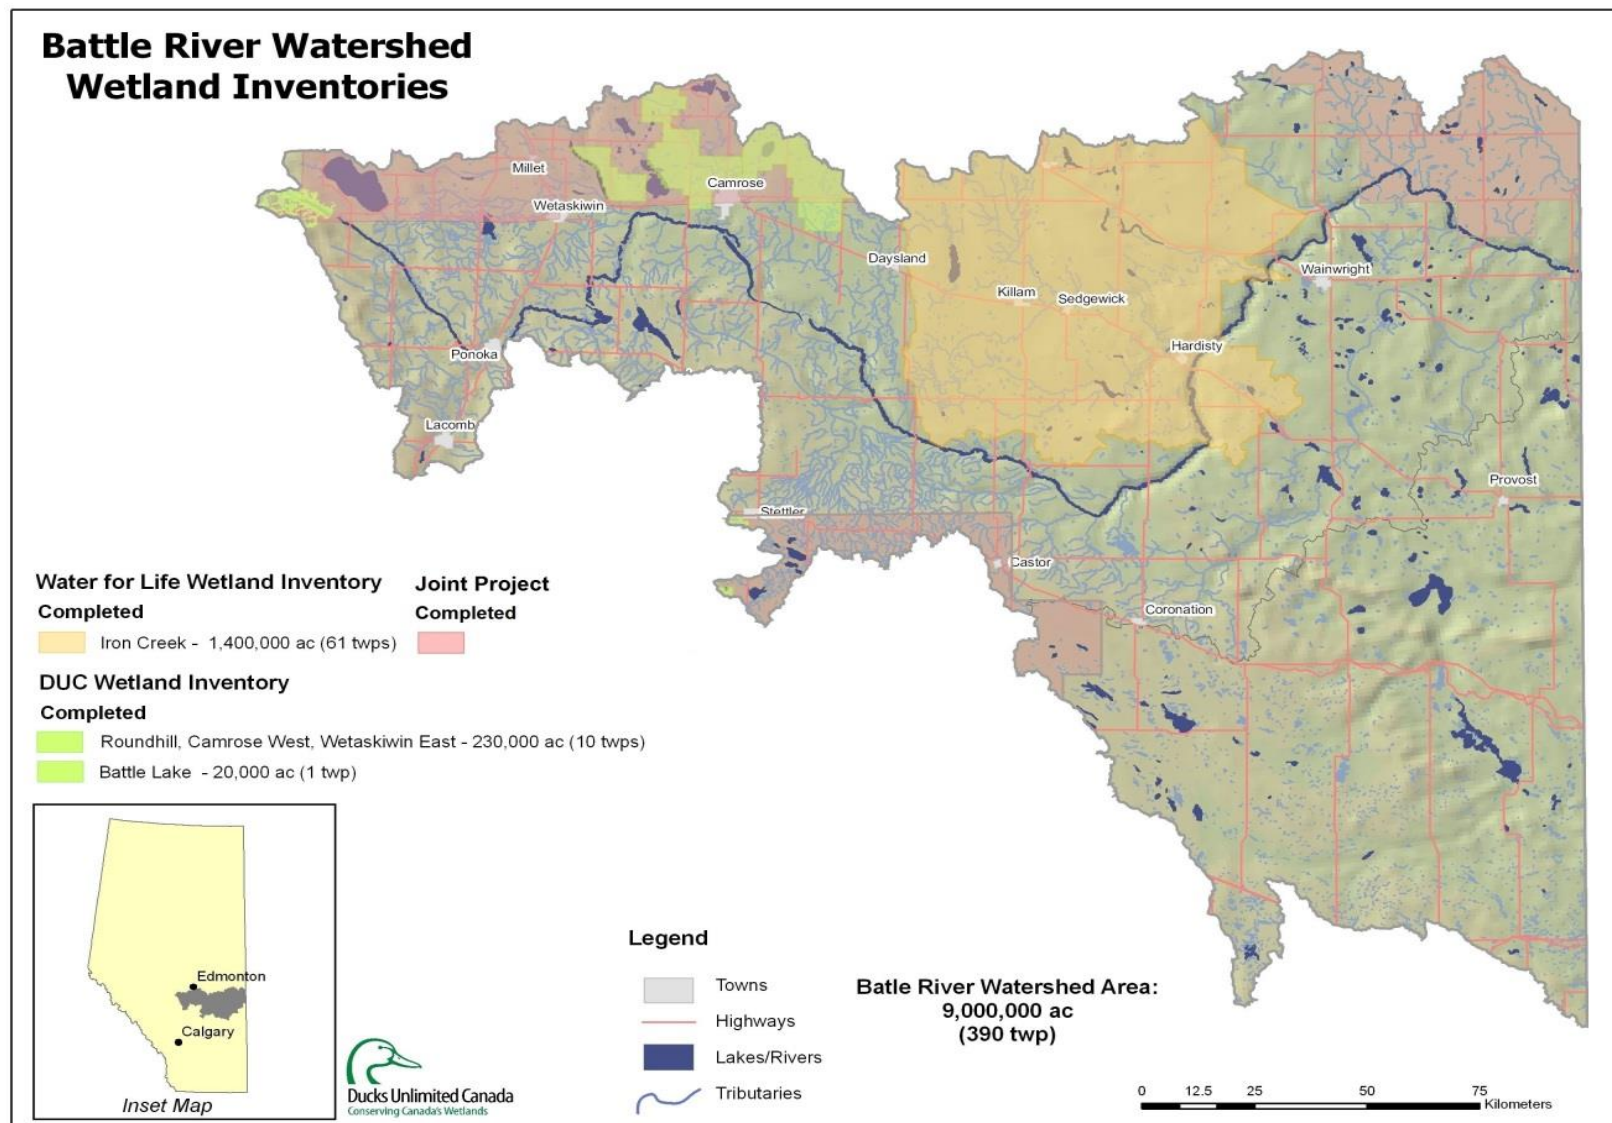 Battle River Watershed
Wetland Inventories
Millet
Camrose
Wetaskiwin
Daysland
Killam
Sedgewick
Wainwright
Hardisty
Ponoka
Lacomb
Stettler
Provost
Castor
Coronation
Water for Life Wetland Inventory
Completed
Iron Creek - 1,400,000 ac (61 twps)
Joint Project
Completed
DUC Wetland Inventory
Completed
Roundhill, Camrose West, Wetaskiwin East - 230,000 ac (10 twps)
Battle Lake - 20,000 ac (1 twp)
Edmonton
Calgary
Inset Map
Ducks Unlimited Canada
Conserving Canada's Wetlands
Legend
Towns
Highways
Lakes/Rivers
Tributaries
Batle River Watershed Area:
9,000,000 ac
(390 twp)
0 12.5 25 50 75
Kilometers